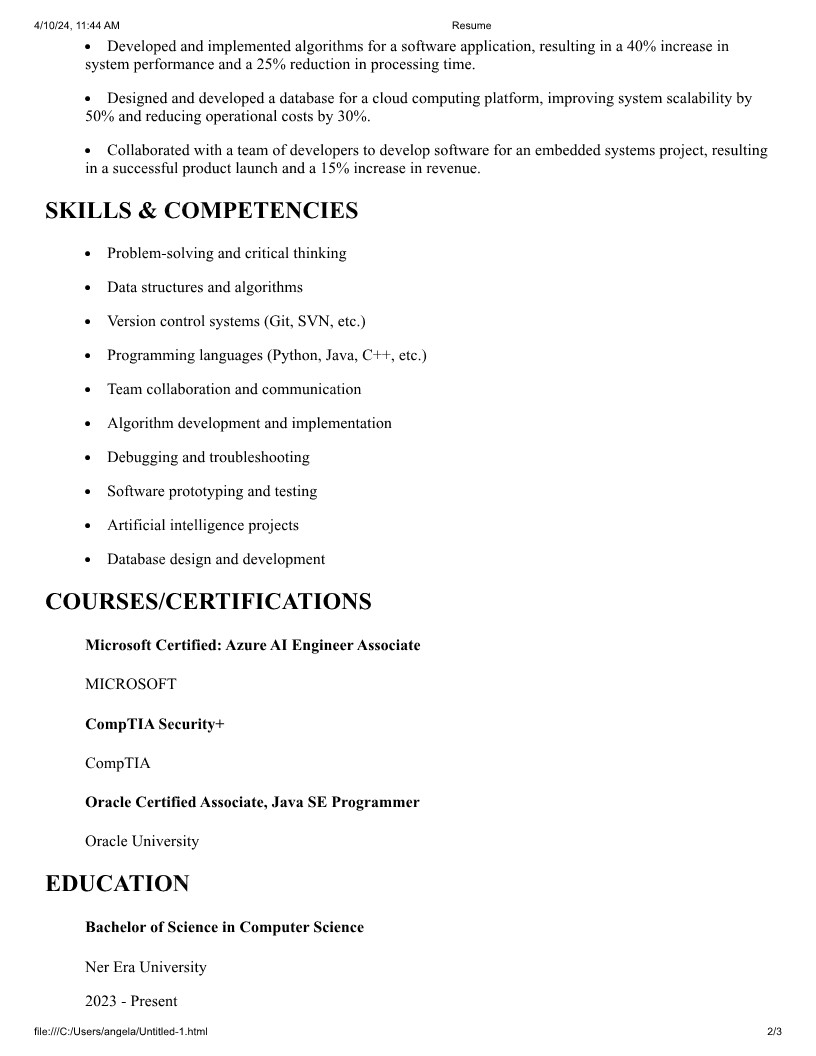 4/10/24, 11:44 AM Resume
• Developed and implemented algorithms for a software application, resulting in a 40% increase in
system performance and a 25% reduction in processing time.
• Designed and developed a database for a cloud computing platform, improving system scalability by
50% and reducing operational costs by 30%.
• Collaborated with a team of developers to develop software for an embedded systems project, resulting
in a successful product launch and a 15% increase in revenue.
SKILLS & COMPETENCIES
• Problem-solving and critical thinking
• Data structures and algorithms
• Version control systems (Git, SVN, etc.)
• Programming languages (Python, Java, C++, etc.)
• Team collaboration and communication
• Algorithm development and implementation
• Debugging and troubleshooting
• Software prototyping and testing
• Artificial intelligence projects
• Database design and development
COURSES/CERTIFICATIONS
Microsoft Certified: Azure AI Engineer Associate
MICROSOFT
CompTIA Security+
CompTIA
Oracle Certified Associate, Java SE Programmer
Oracle University
EDUCATION
Bachelor of Science in Computer Science
Ner Era University
2023 - Present
file:///C:/Users/angela/Untitled-1.html 2/3